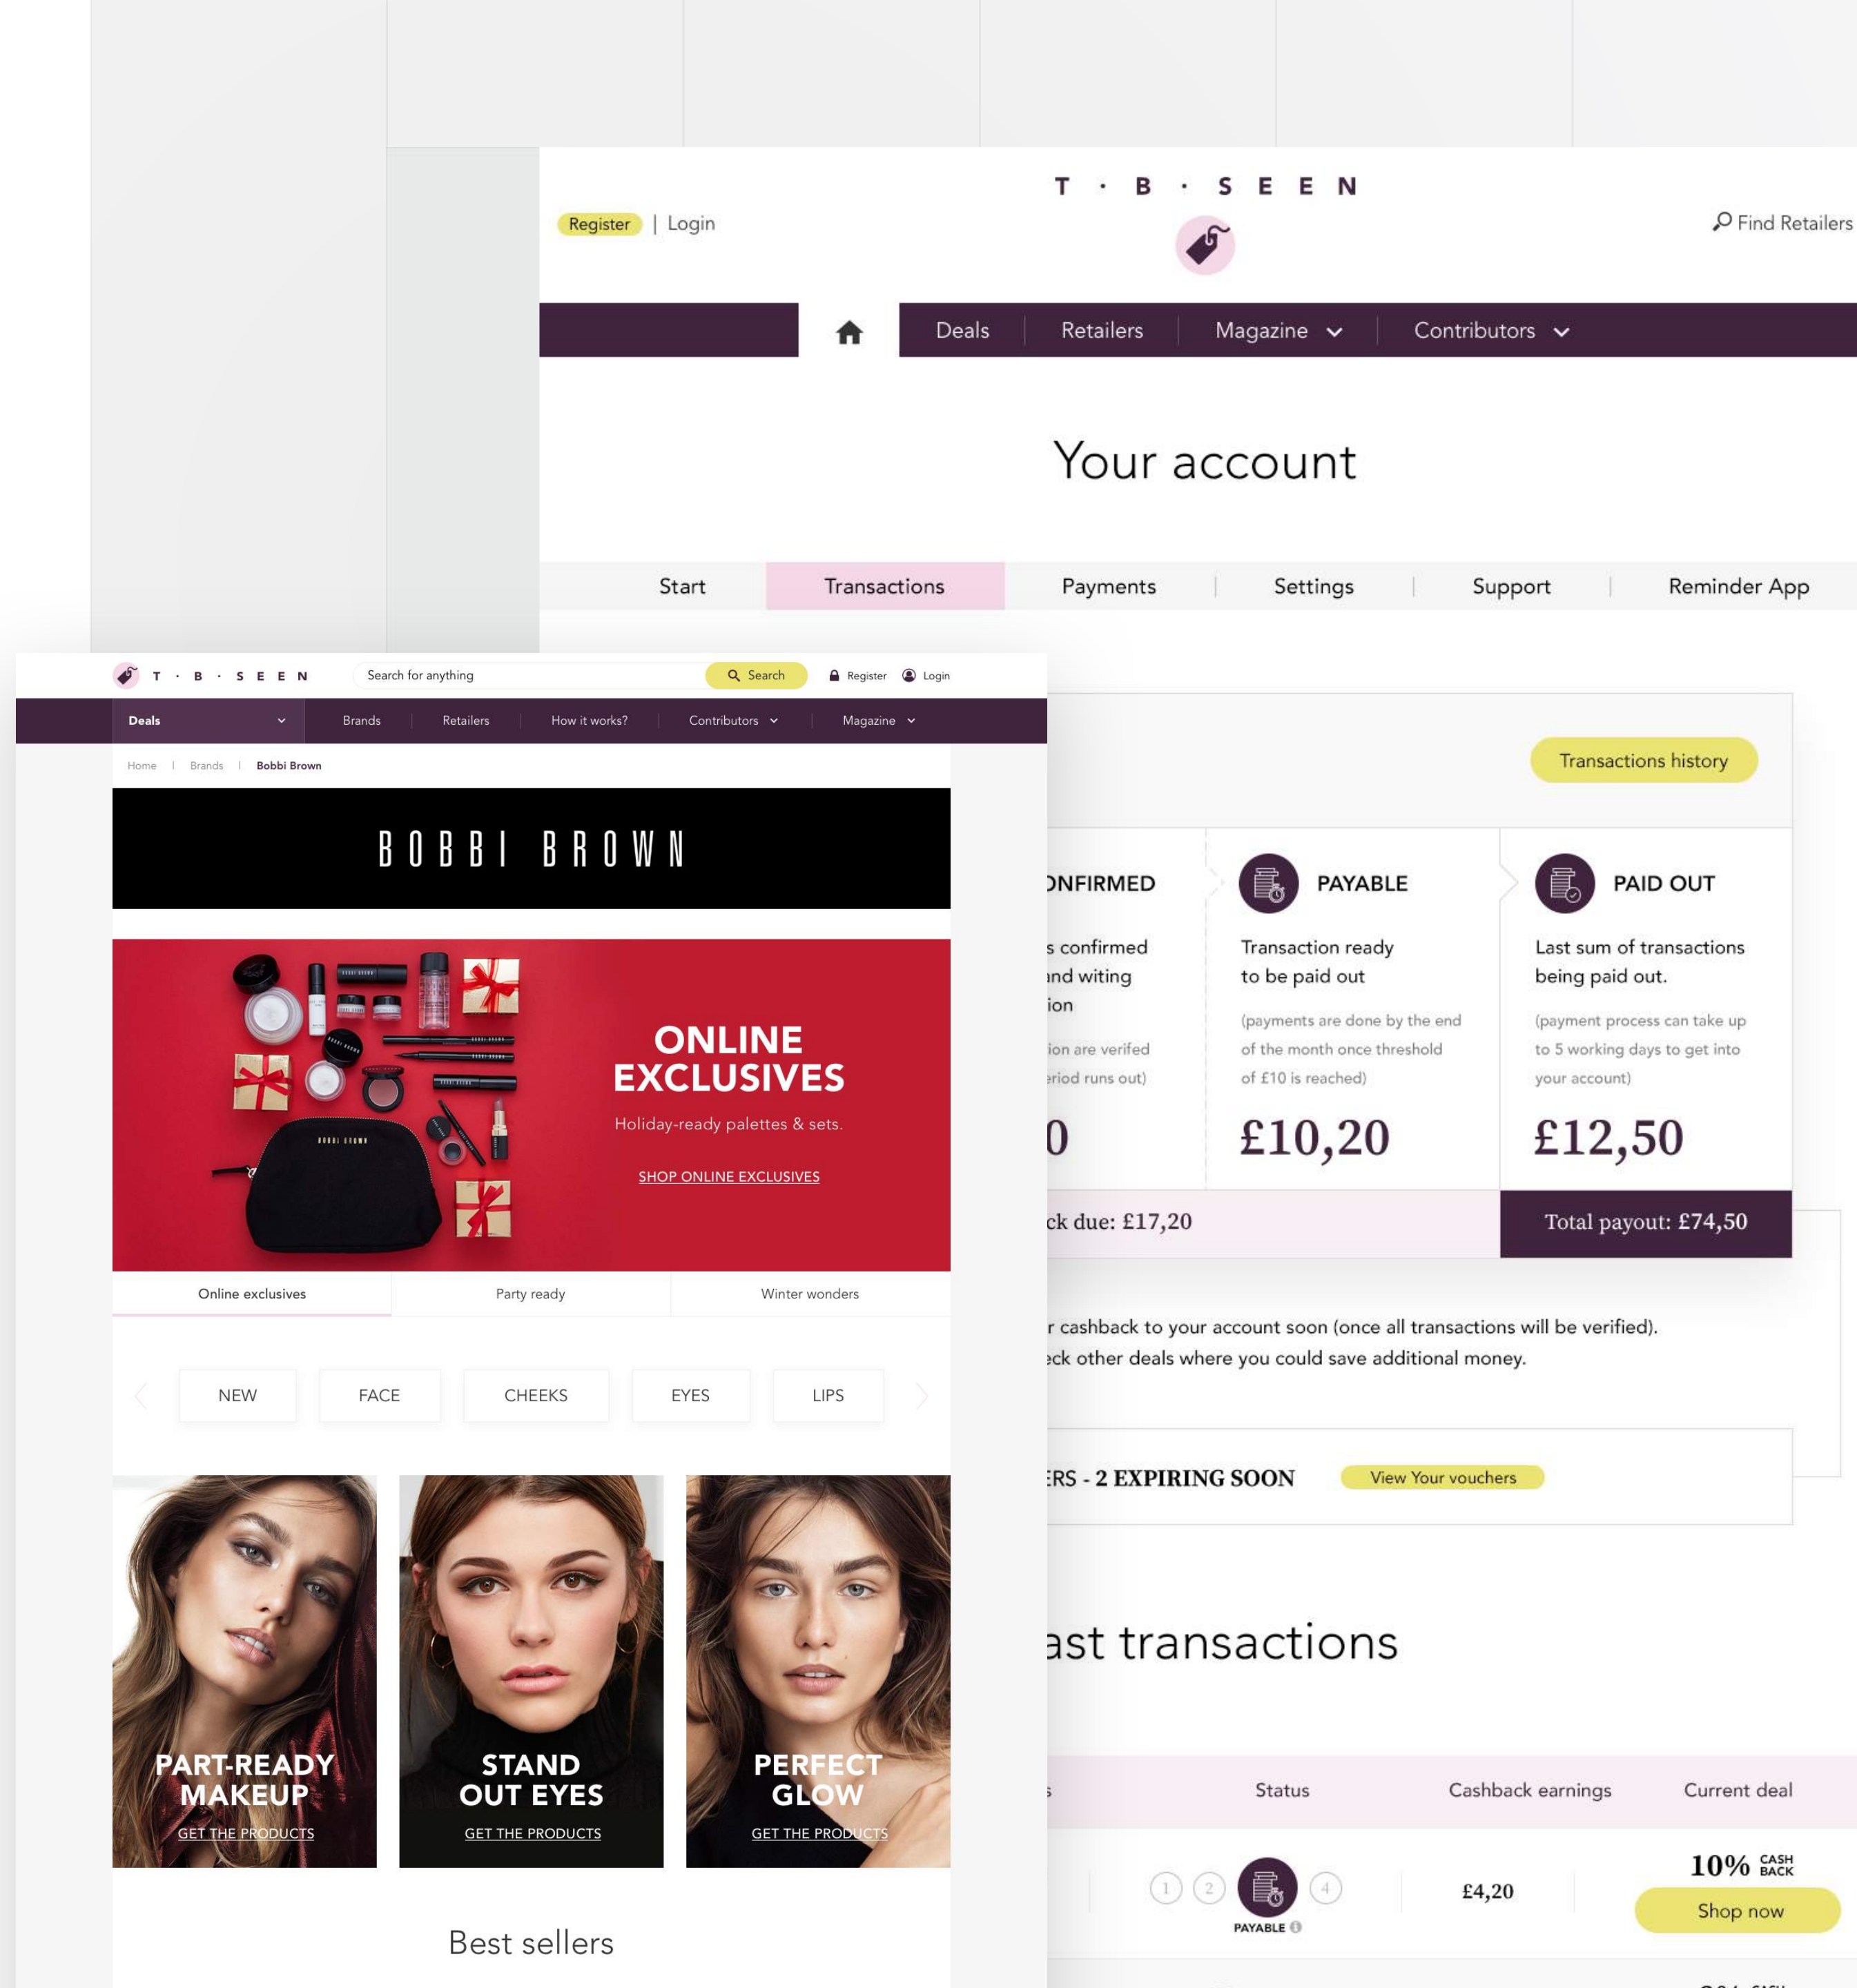 T · B · SEEN
Register | Login
Find Retailers
Deals
Retailers
Magazine
Contributors
Your account
Start
Transactions
Payments
Settings
Support
Reminder App
Transactions history
ONFIRMED
s confirmed
nd witing
ion
ion are verifed
eriod runs out)
0
PAYABLE
Transaction ready
to be paid out
(payments are done by the end
of the month once threshold
of £10 is reached)
£10,20
PAID OUT
Last sum of transactions
being paid out.
(payment process can take up
to 5 working days to get into
your account)
£12,50
ck due: £17,20
Total payout: £74,50
r cashback to your account soon (once all transactions will be verified).
eck other deals where you could save additional money.
ERS - 2 EXPIRING SOON
View Your vouchers
ast transactions
s
Status
Cashback earnings
Current deal
1
2
4
PAYABLE
£4,20
10% CASH BACK
Shop now
T · B · SEEN
Search for anything
Search
Register
Login
Deals
Brands
Retailers
How it works?
Contributors
Magazine
Home | Brands | Bobbi Brown
BOBBI BROWN
BOBBI BROWN
ONLINE
EXCLUSIVES
Holiday-ready palettes & sets.
SHOP ONLINE EXCLUSIVES
Online exclusives
Party ready
Winter wonders
NEW
FACE
CHEEKS
EYES
LIPS
PART-READY
MAKEUP
GET THE PRODUCTS
STAND
OUT EYES
GET THE PRODUCTS
PERFECT
GLOW
GET THE PRODUCTS
Best sellers